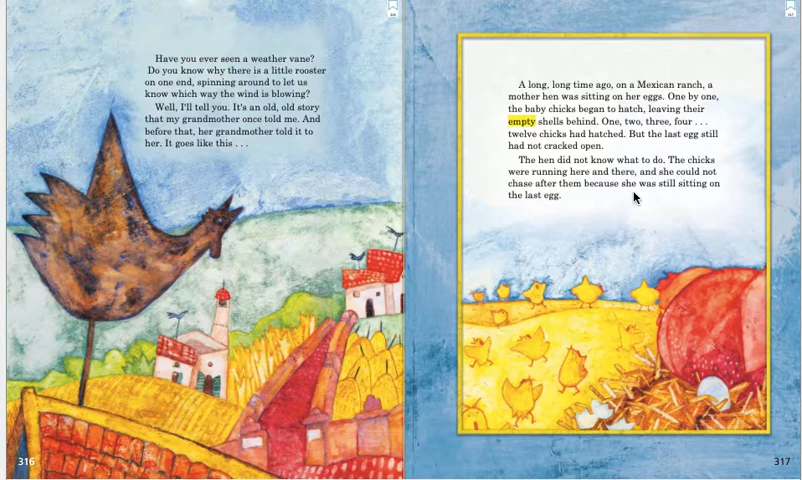 Have you ever seen a weather vane?
Do you know why there is a little rooster
on one end, spinning around to let us
know which way the wind is blowing?
Well, I'll tell you. It's an old, old story
that my grandmother once told me. And
before that, her grandmother told it to
her. It goes like this . . .
316
A long, long time ago, on a Mexican ranch, a
mother hen was sitting on her eggs. One by one,
the baby chicks began to hatch, leaving their
empty shells behind. One, two, three, four . . .
twelve chicks had hatched. But the last egg still
had not cracked open.
The hen did not know what to do. The chicks
were running here and there, and she could not
chase after them because she was still sitting on
the last egg.
317